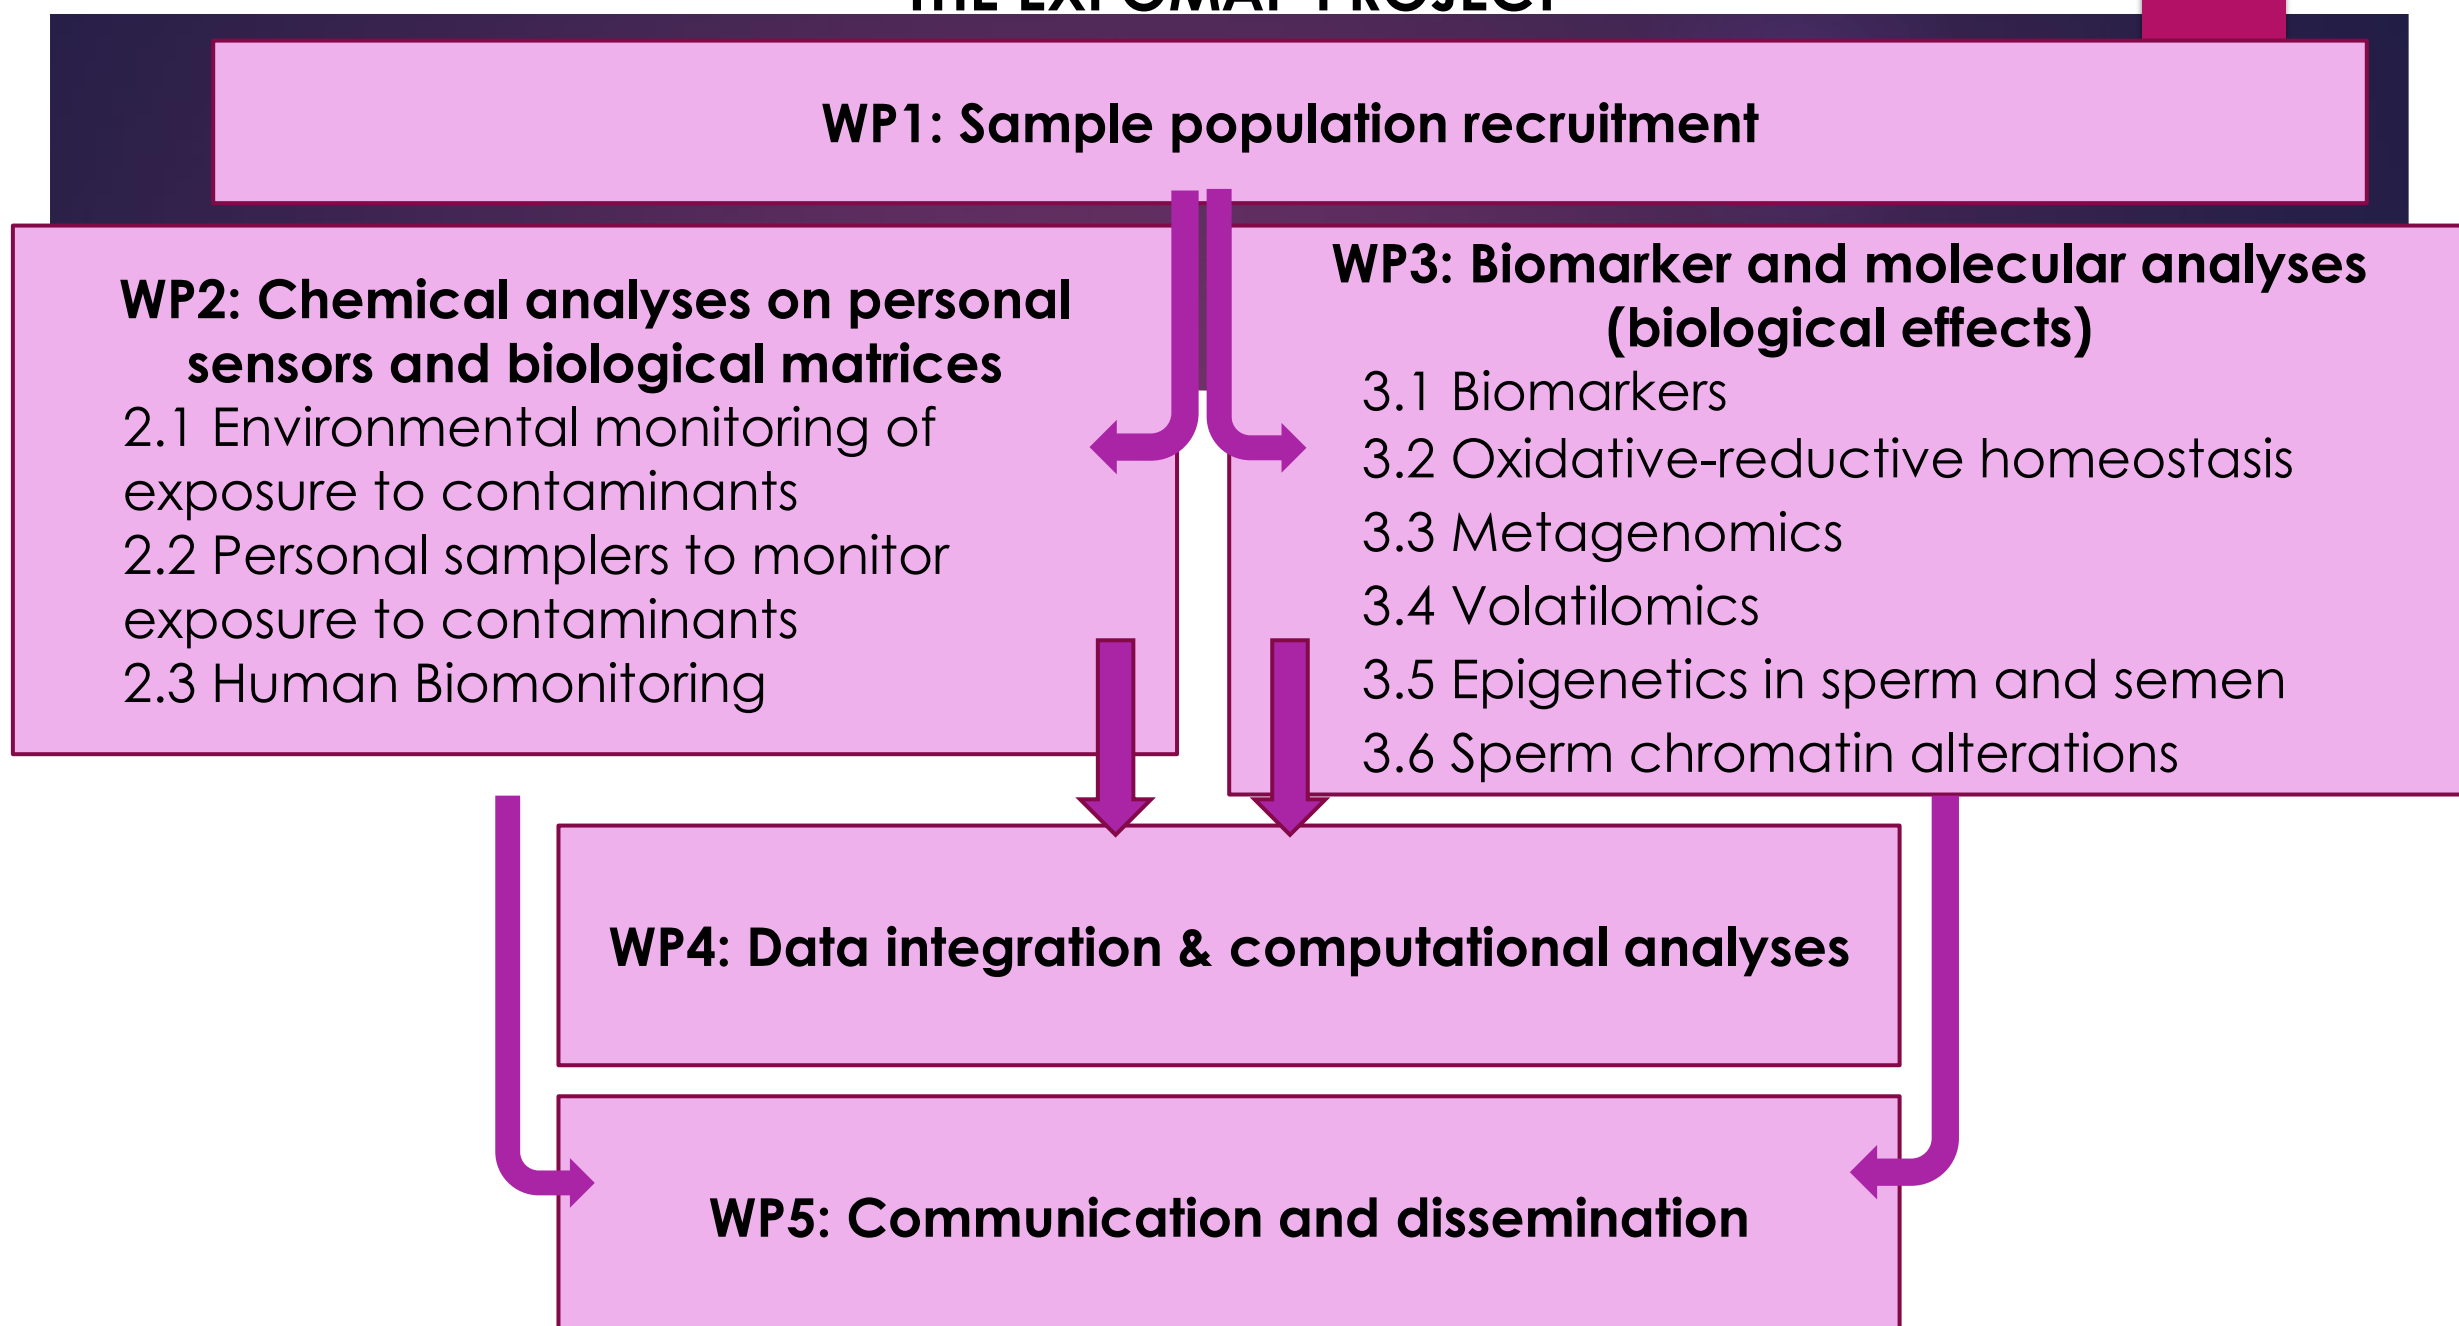 THE EXPOMAP PROJECT
WP1: Sample population recruitment
WP2: Chemical analyses on personal
sensors and biological matrices
2.1 Environmental monitoring of
exposure to contaminants
2.2 Personal samplers to monitor
exposure to contaminants
2.3 Human Biomonitoring
WP3: Biomarker and molecular analyses
(biological effects)
3.1 Biomarkers
3.2 Oxidative-reductive homeostasis
3.3 Metagenomics
3.4 Volatilomics
3.5 Epigenetics in sperm and semen
3.6 Sperm chromatin alterations
WP4: Data integration & computational analyses
WP5: Communication and dissemination